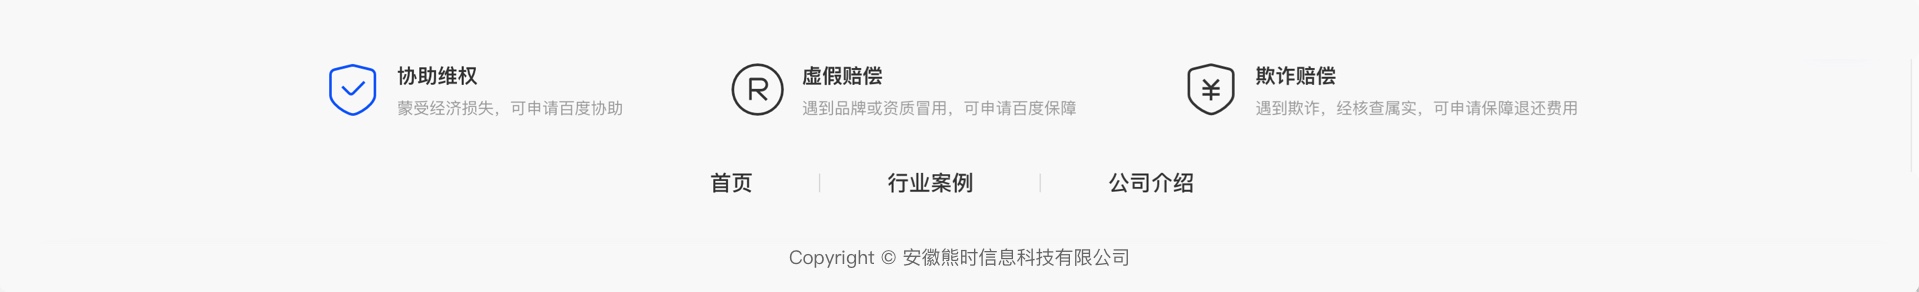 协助维权
蒙受经济损失，可申请百度协助
R
虚假赔偿
遇到品牌或资质冒用，可申请百度保障
¥
欺诈赔偿
遇到欺诈，经核查属实，可申请保障退还费用
首页
行业案例
公司介绍
Copyright © 安徽熊时信息科技有限公司